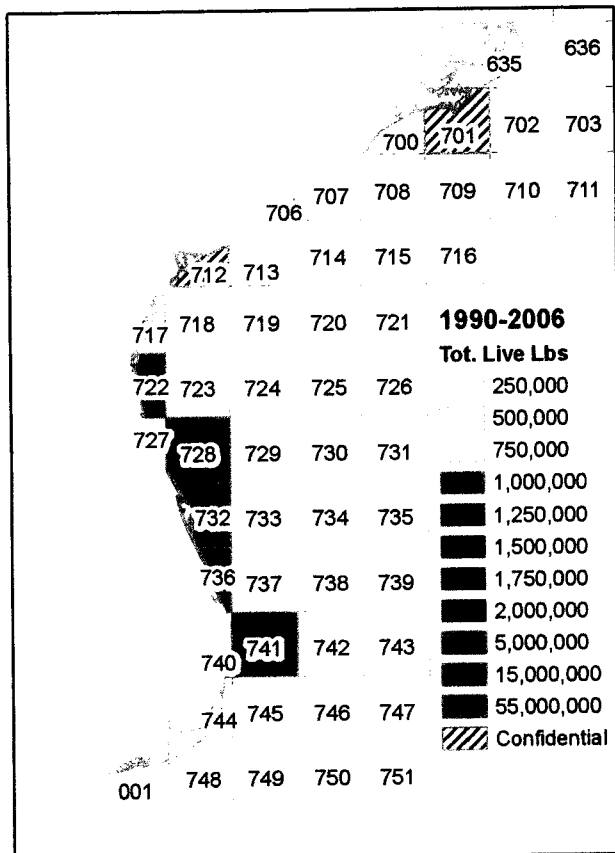 636
635
702 703
701
700
707 708 709 710 711
706
714 715 716
712 713
718 719 720 721
717
1990-2006
Tot. Live Lbs
722 723 724 725 726
250,000
500,000
727 728 729 730 731
750,000
1,000,000
732 733 734 735
1,250,000
1,500,000
736 737 738 739
1,750,000
2,000,000
740 741 742 743
5,000,000
15,000,000
744 745 746 747
55,000,000
Confidential
001 748 749 750 751